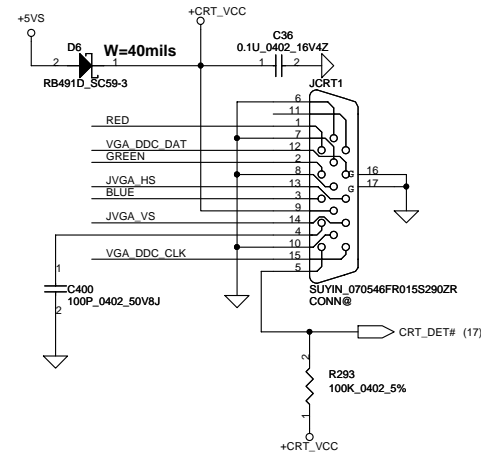 +CRT_VCC
+5VS
D6
W=40mils
C36
0.1U_0402_16V4Z
2
1
1
2
RB491D_SC59-3
JCRT1
6
11
RED
1
7
VGA_DDC_DAT
12
GREEN
2
8
G
16
JVGA_HS
13
G
17
BLUE
3
9
JVGA_VS
14
4
10
VGA_DDC_CLK
15
5
1
C400
100P_0402_50V8J
2
SUYIN_070546FR015S290ZR
CONN@
CRT_DET# (17)
2
R293
100K_0402_5%
1
+CRT_VCC